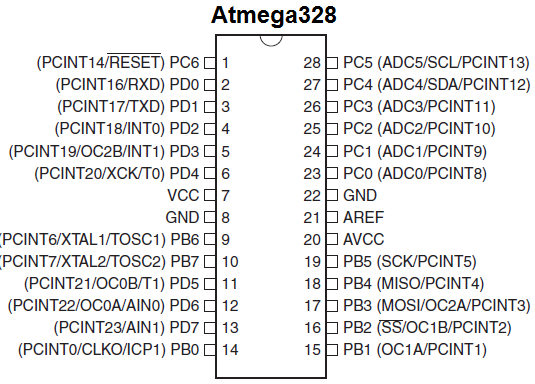 Atmega328
(PCINT14/RESET) PC6 1 28 PC5 (ADC5/SCL/PCINT13)
(PCINT16/RXD) PD0 2 27 PC4 (ADC4/SDA/PCINT12)
(PCINT17/TXD) PD1 3 26 PC3 (ADC3/PCINT11)
(PCINT18/INT0) PD2 4 25 PC2 (ADC2/PCINT10)
(PCINT19/OC2B/INT1) PD3 5 24 PC1 (ADC1/PCINT9)
(PCINT20/XCK/T0) PD4 6 23 PC0 (ADC0/PCINT8)
VCC 7 22 GND
GND 8 21 AREF
(PCINT6/XTAL1/TOSC1) PB6 9 20 AVCC
(PCINT7/XTAL2/TOSC2) PB7 10 19 PB5 (SCK/PCINT5)
(PCINT21/OC0B/T1) PD5 11 18 PB4 (MISO/PCINT4)
(PCINT22/OC0A/AIN0) PD6 12 17 PB3 (MOSI/OC2A/PCINT3)
(PCINT23/AIN1) PD7 13 16 PB2 (SS/OC1B/PCINT2)
(PCINT0/CLKO/ICP1) PB0 14 15 PB1 (OC1A/PCINT1)